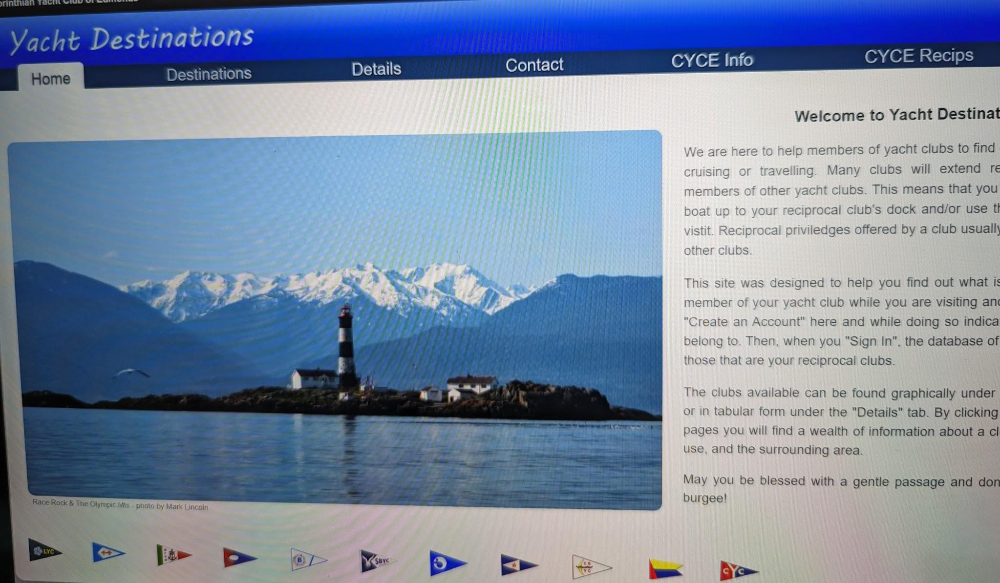 Yacht Club of
Yacht Destinations
Home
Destinations
Details
Contact
CYCE Info
CYCE Recips
Welcome to Yacht
We are here to help members of yacht clubs to find
cruising or travelling. Many clubs will extend
members of other yacht clubs. This means that you
boat up to your reciprocal club's dock and/or use
vistit. Reciprocal priviledges offered by a club usually
other clubs.
This site was designed to help you find out what is
member of your yacht club while you are visiting
"Create an Account" here and while doing so
belong to. Then, when you "Sign In", the database of
those that are your reciprocal clubs.
The clubs available can be found graphically under
or in tabular form under the "Details" tab. By clicking
pages you will find a wealth of information about a
use, and the surrounding area.
May you be blessed with a gentle passage and
burgee!
Race Rock & The Olympic Mts - photo by Mark Lincoln
LYC
B
SBYC
CB
YC
CYC